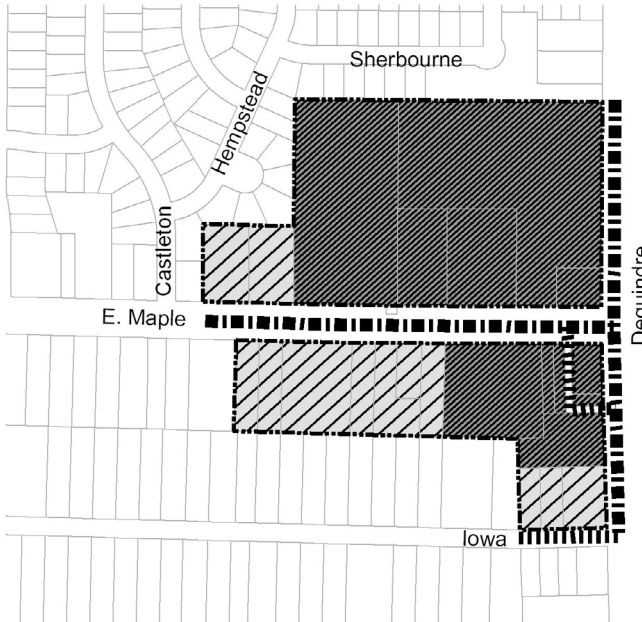 Sherbourne
Hempstead
Castleton
E. Maple
Dequindre
Iowa